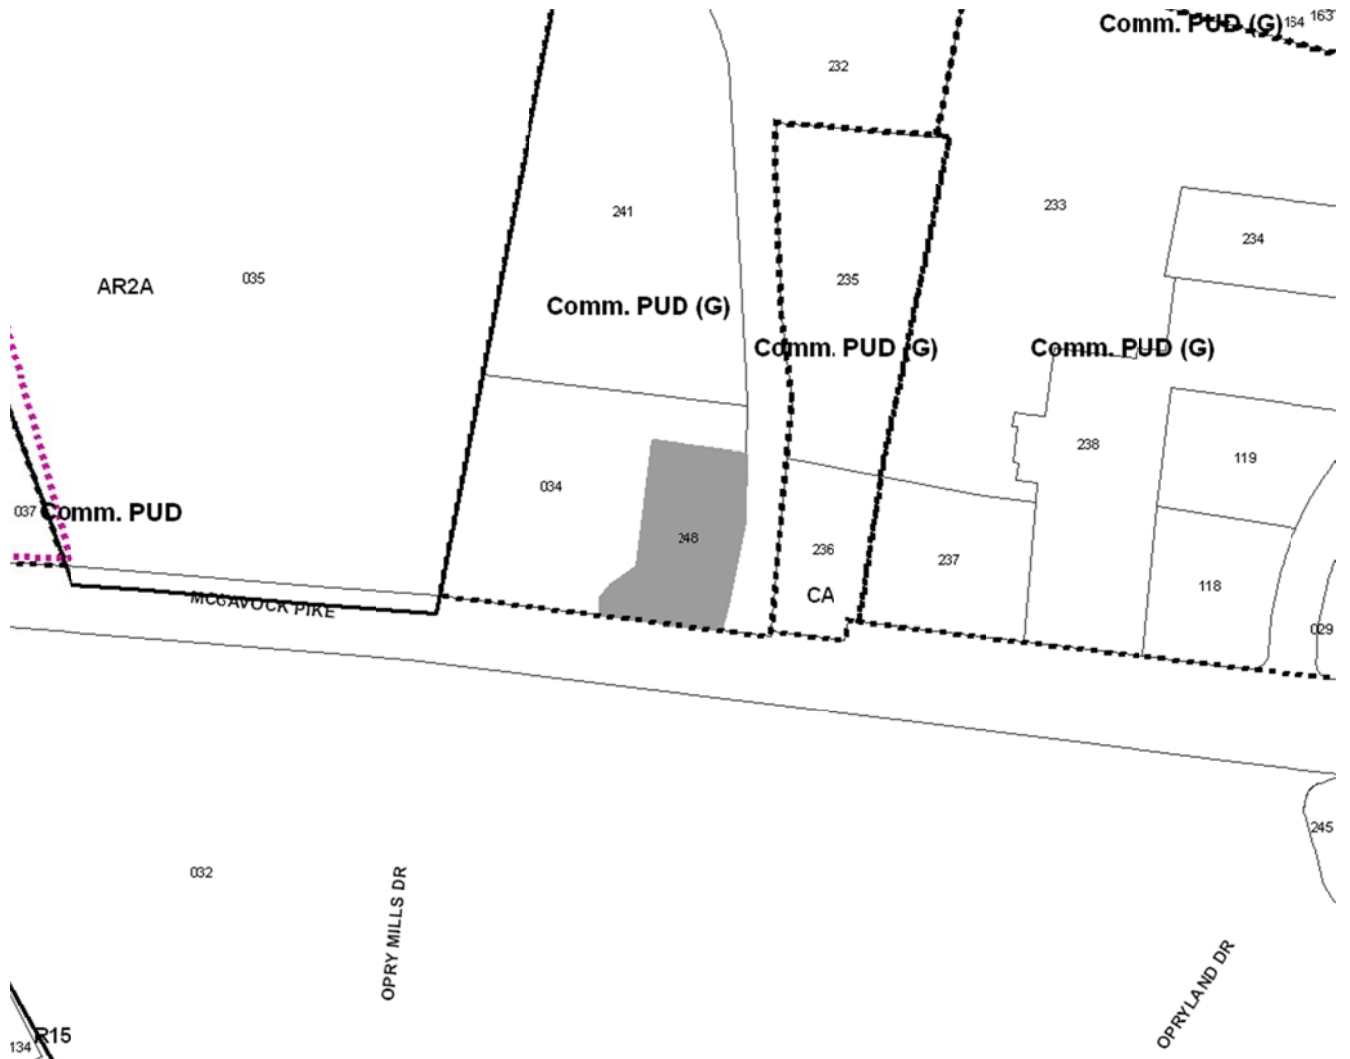 Comm. PUD (G)
164
163
232
241
233
234
AR2A
035
235
Comm. PUD (G)
Comm. PUD (G)
Comm. PUD (G)
238
119
034
037
Comm. PUD
248
236
237
118
CA
MCGAVOCK PIKE
029
245
032
OPRY MILLS DR
OPRYLAND DR
R15
134